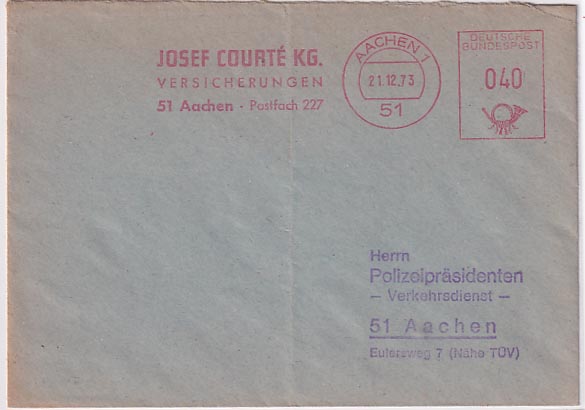 JOSEF COURTÉ KG.
VERSICHERUNGEN
51 Aachen · Postfach 227
AACHEN 1
21.12.73
51
DEUTSCHE
BUNDESPOST
040
Herrn
Polizeipräsidenten
– Verkehrsdienst –
51 Aachen
Eulersweg 7 (Nähe TÜV)